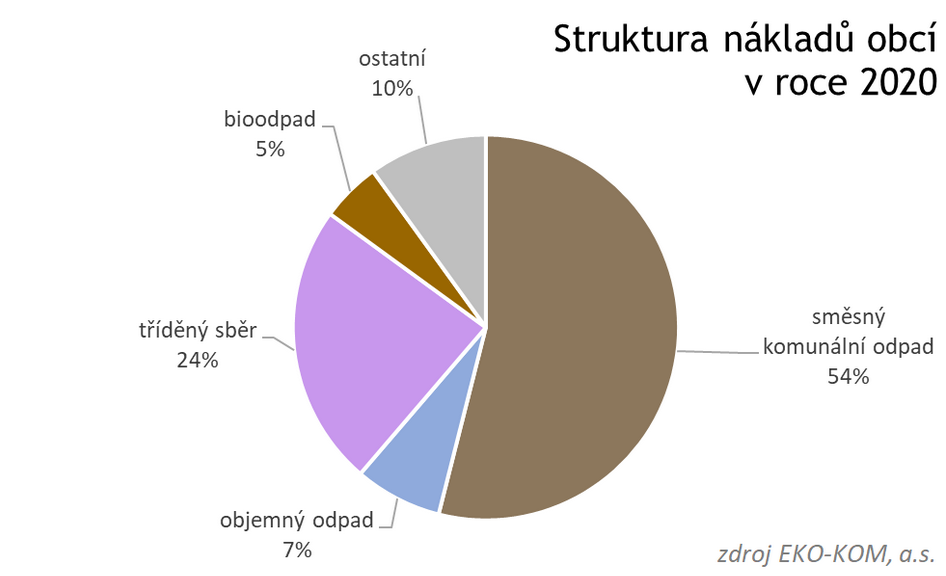 Struktura nákladů obcí
v roce 2020
ostatní
10%
bioodpad
5%
tříděný sběr
24%
směsný
komunální odpad
54%
objemný odpad
7%
zdroj EKO-KOM, a.s.